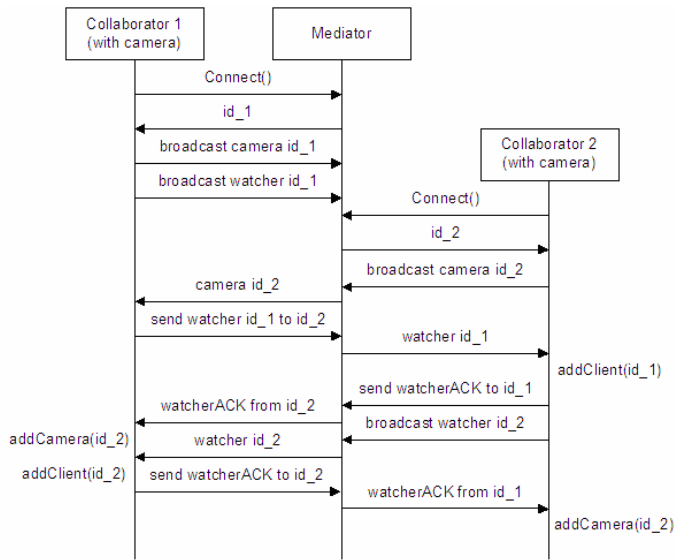 Collaborator 1
(with camera)
Mediator
Connect()
id_1
broadcast camera id_1
Collaborator 2
(with camera)
broadcast watcher id_1
Connect()
id_2
broadcast camera id_2
camera id_2
send watcher id_1 to id_2
watcher id_1
addClient(id_1)
send watcherACK to id_1
watcherACK from id_2
broadcast watcher id_2
addCamera(id_2)
watcher id_2
addClient(id_2)
send watcherACK to id_2
watcherACK from id_1
addCamera(id_2)